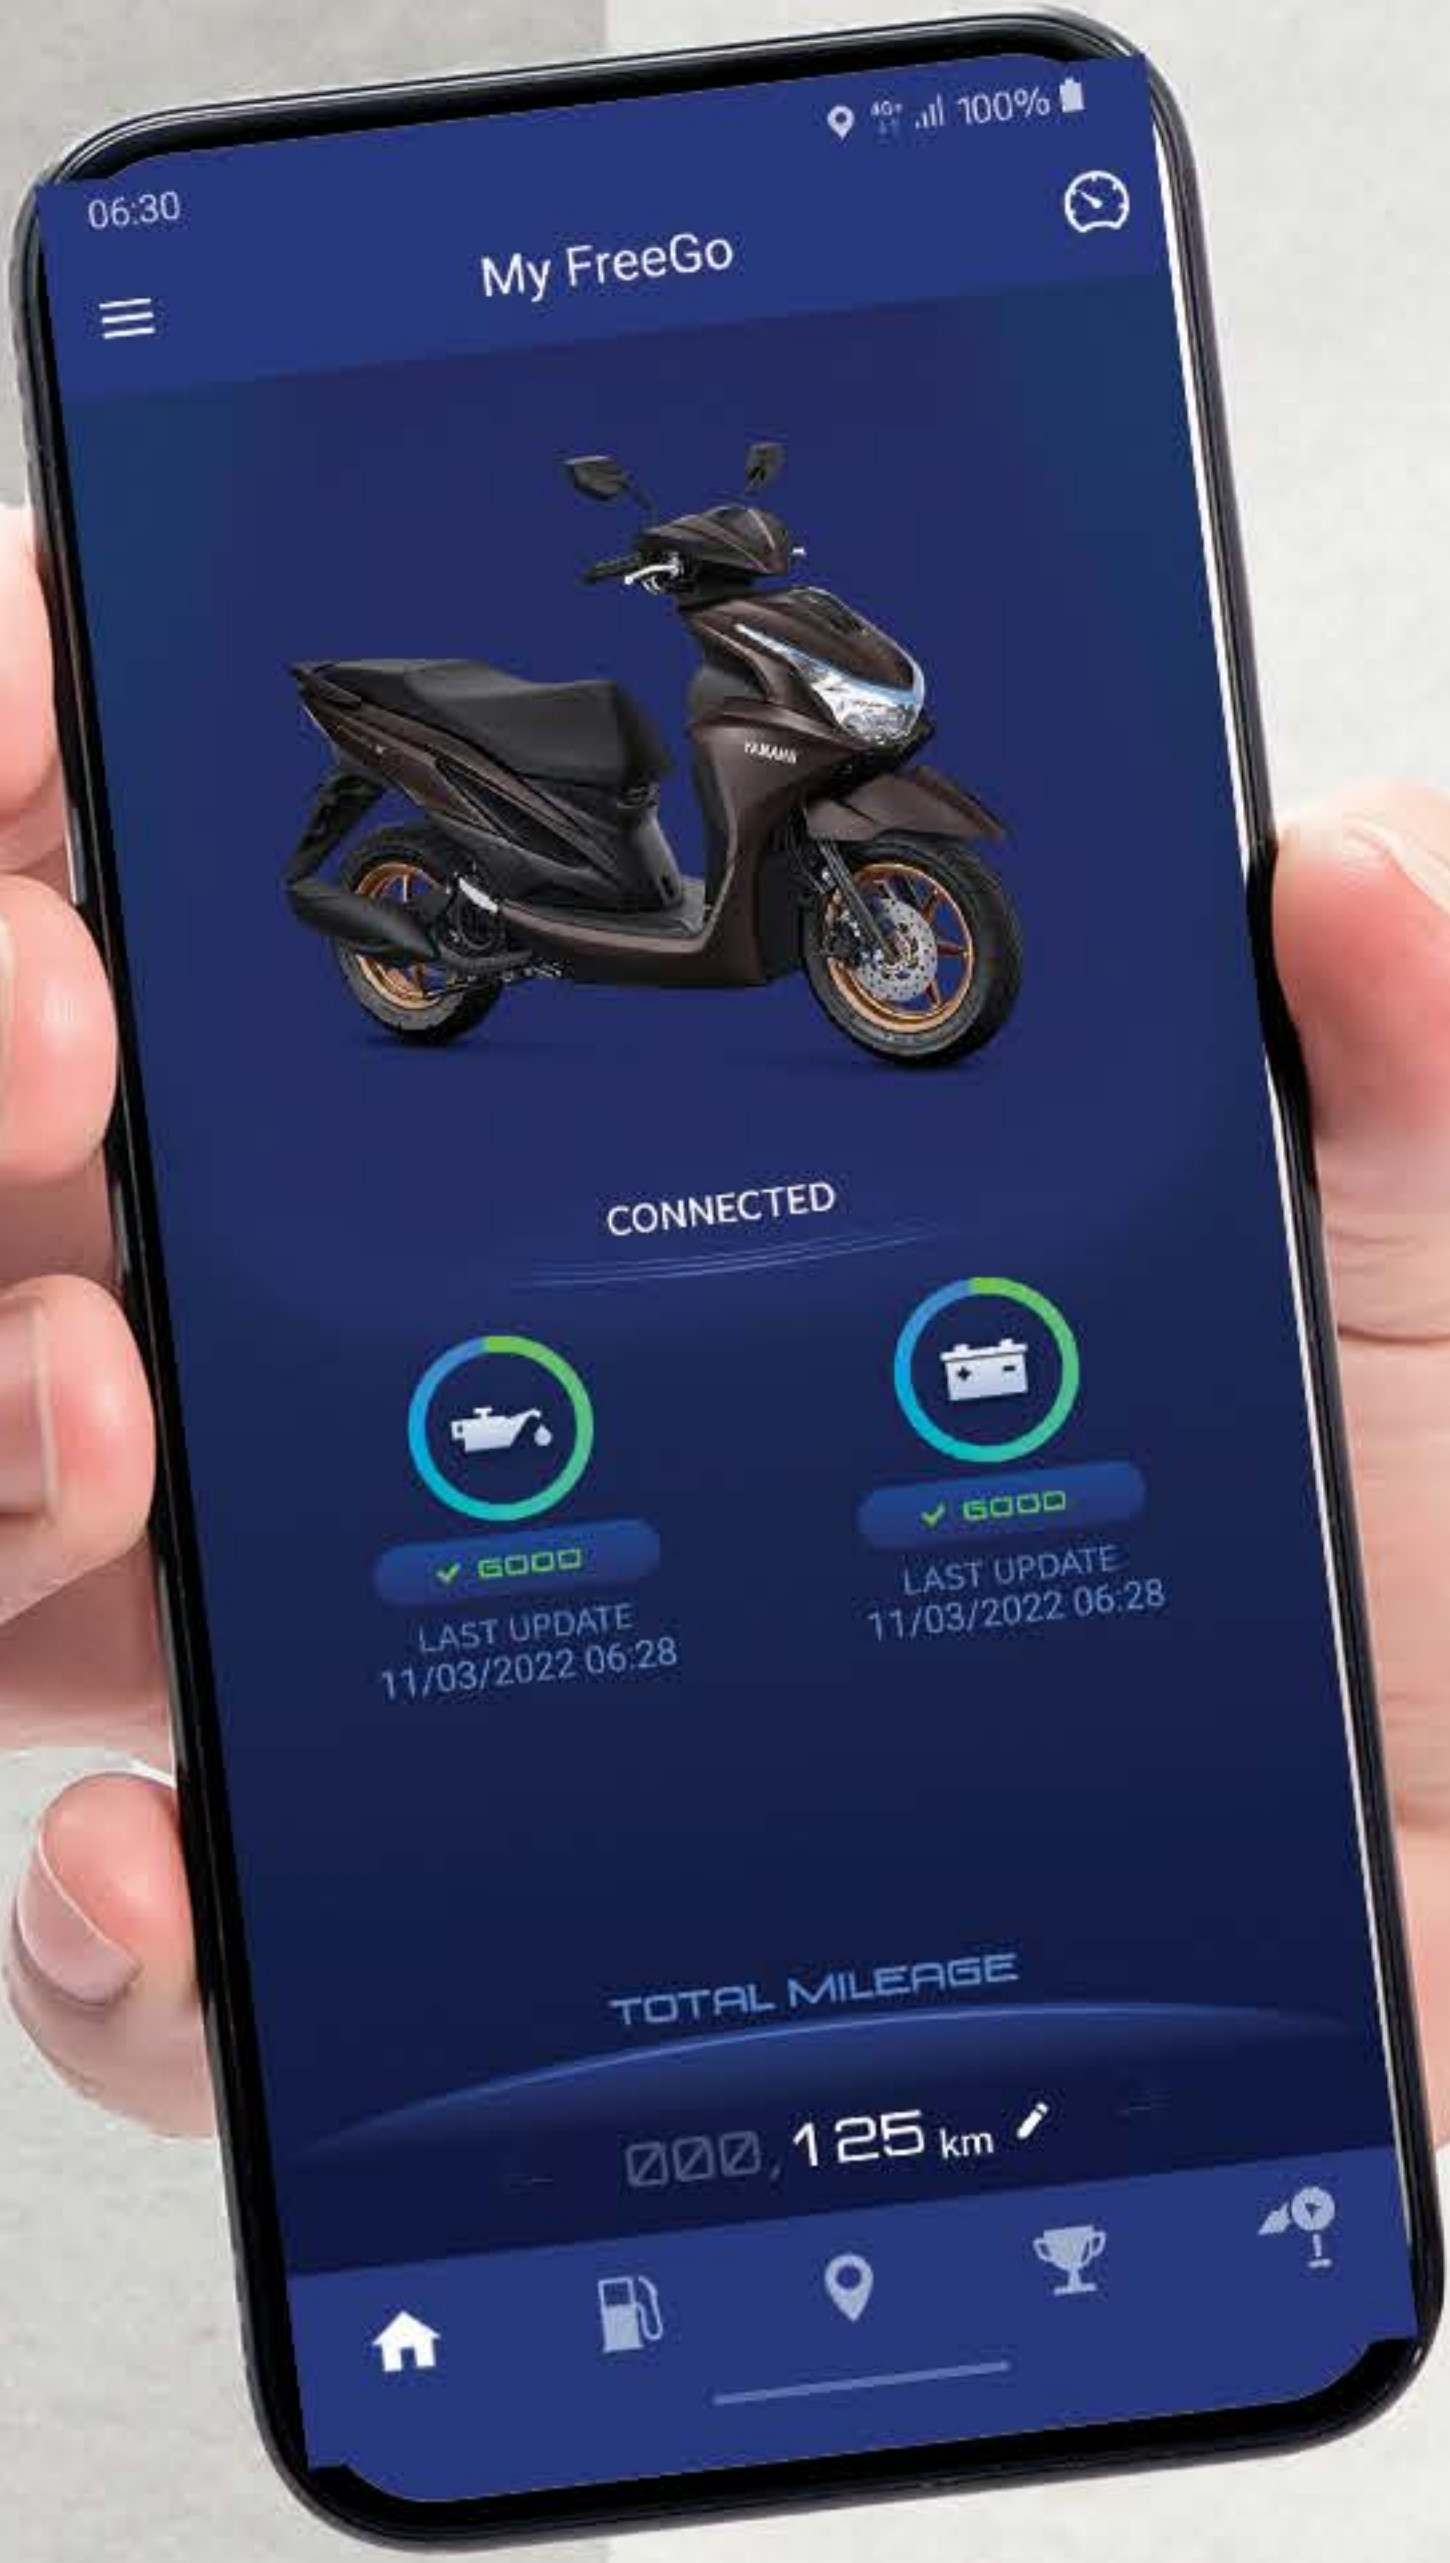 100%
06:30
My FreeGo
YAMAHA
CONNECTED
GOOD
LAST UPDATE
11/03/2022 06:28
GOOD
LAST UPDATE
11/03/2022 06:28
TOTAL MILEAGE
000,125 km